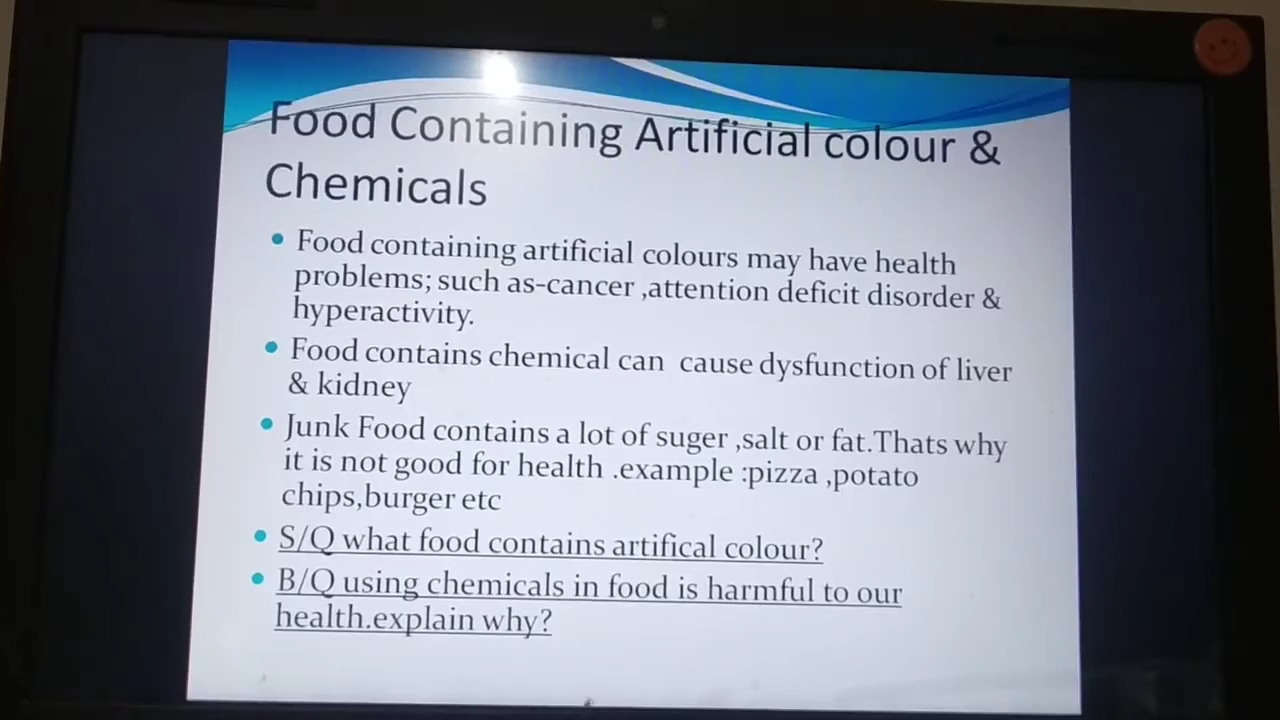 Food Containing Artificial colour &
Chemicals
Food containing artificial colours may have health
problems; such as-cancer ,attention deficit disorder &
hyperactivity.
Food contains chemical can cause dysfunction of liver
& kidney
Junk Food contains a lot of suger ,salt or fat.Thats why
it is not good for health .example :pizza ,potato
chips,burger etc
S/Q what food contains artifical colour?
B/Q using chemicals in food is harmful to our
health.explain why?